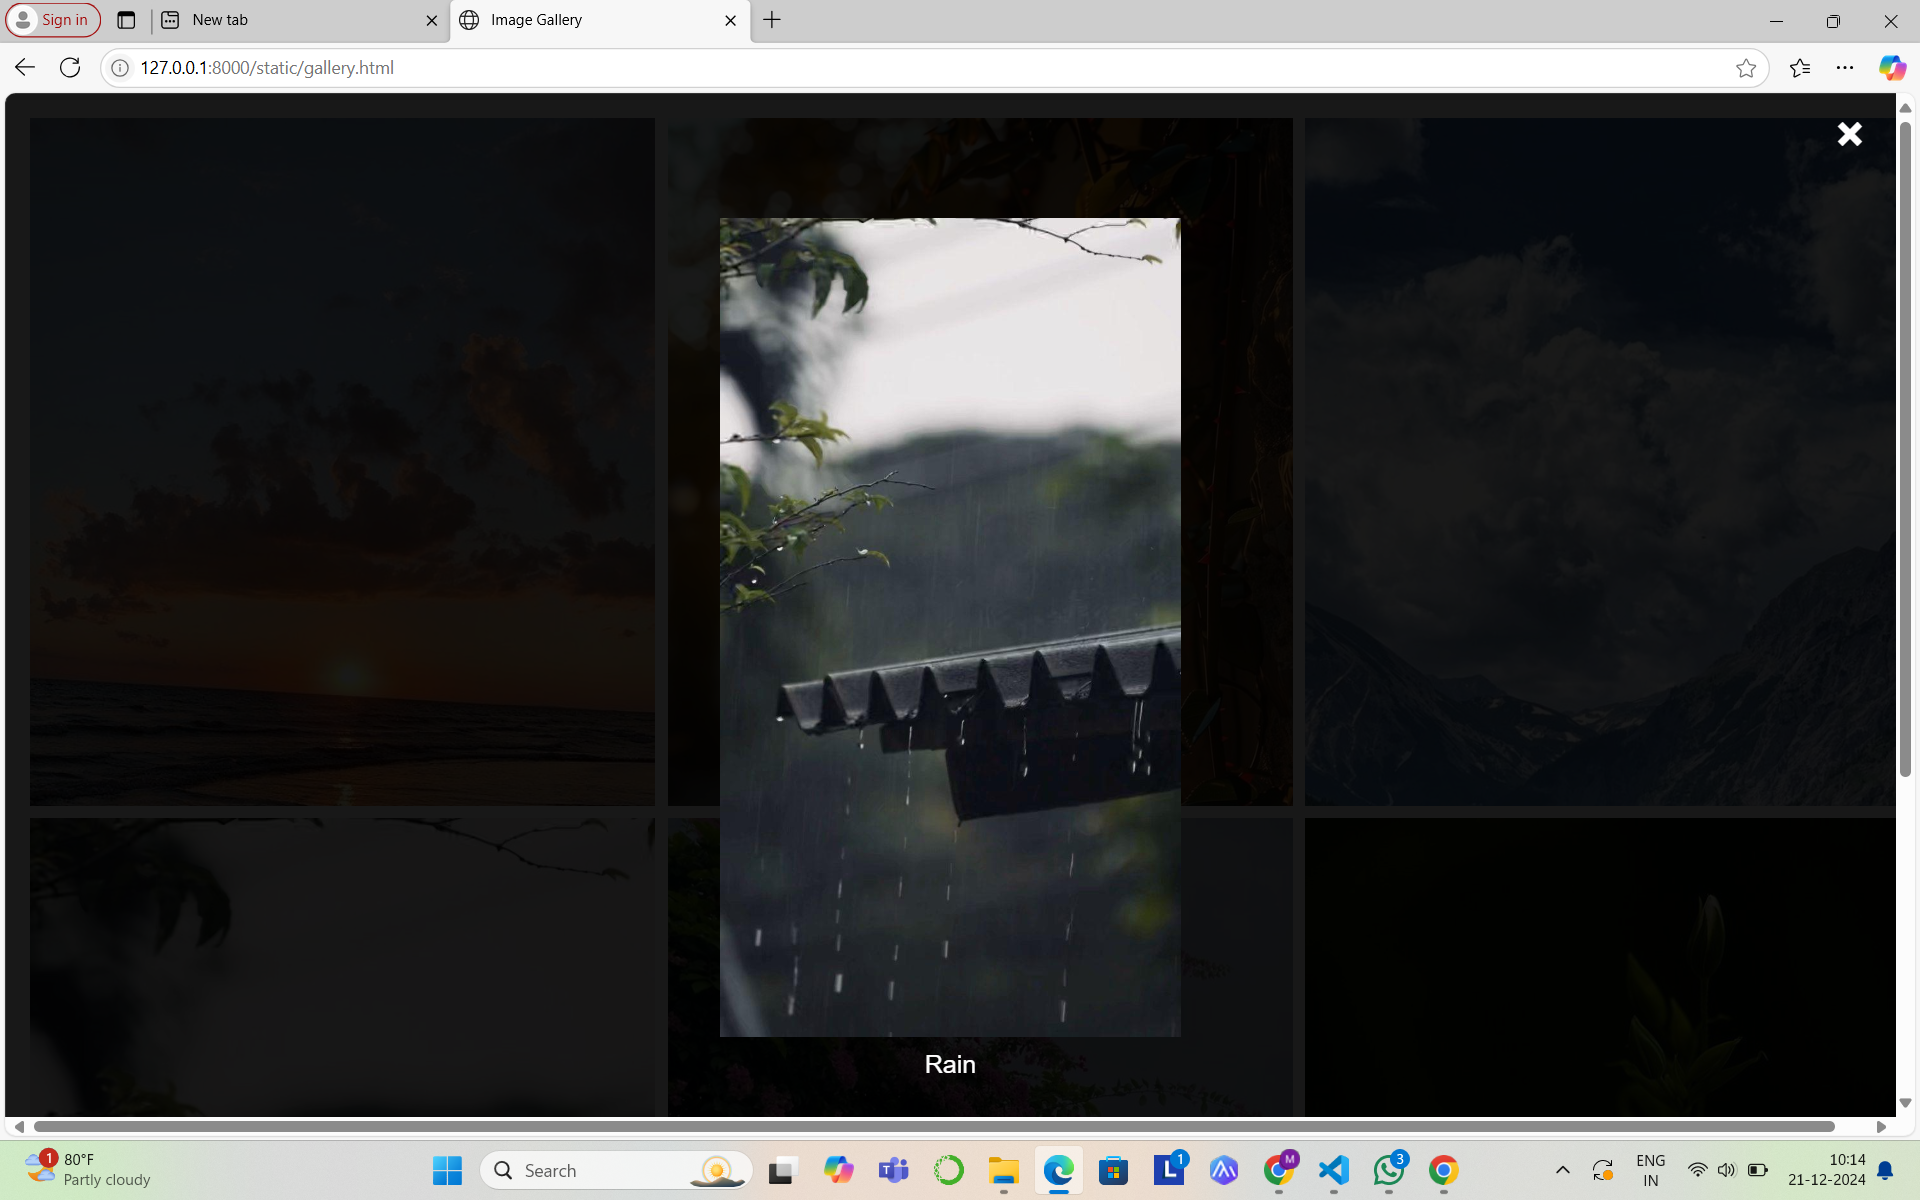 Sign in
New tab
Image Gallery
127.0.0.1:8000/static/gallery.html
Rain
1
80°F
Partly cloudy
Search
T
L
1
M
3
ENG
IN
10:14
21-12-2024